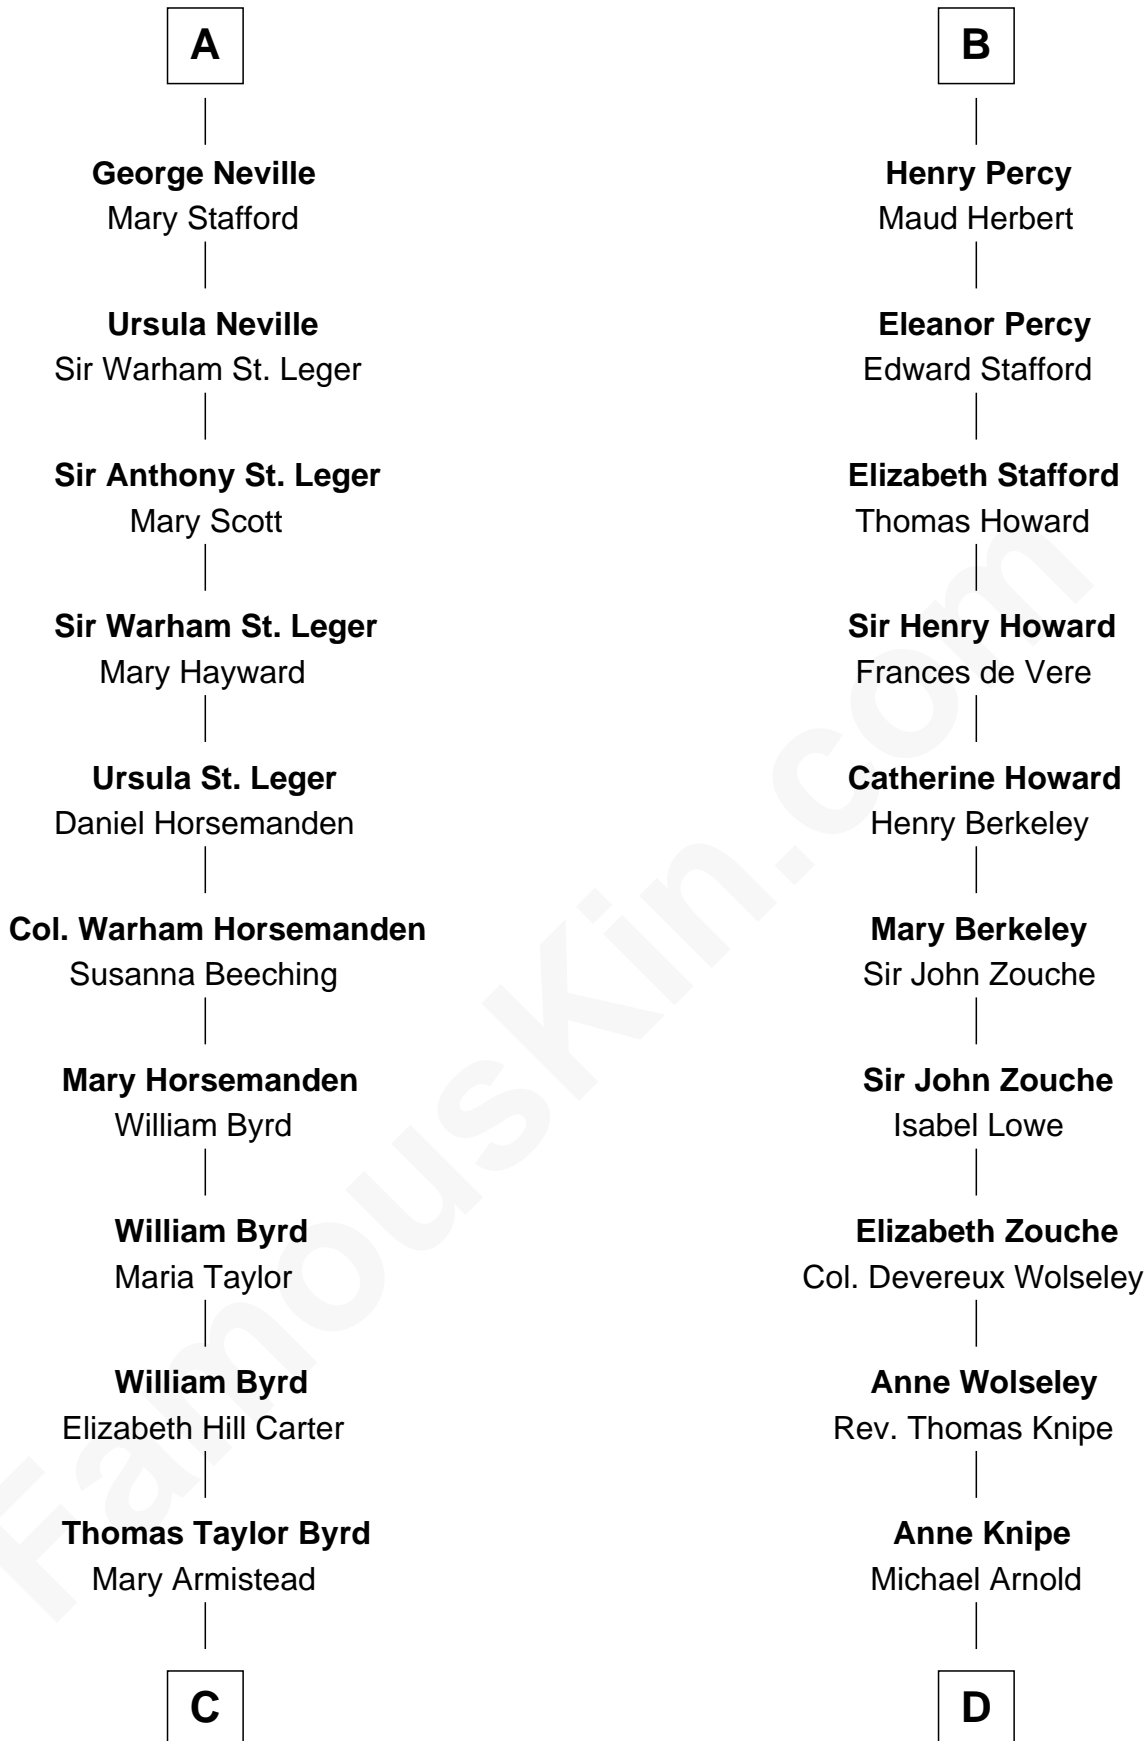 A
George Neville
Mary Stafford
Ursula Neville
Sir Warham St. Leger
Sir Anthony St. Leger
Mary Scott
Sir Warham St. Leger
Mary Hayward
Ursula St. Leger
Daniel Horsemanden
Col. Warham Horsemanden
Susanna Beeching
Mary Horsemanden
William Byrd
William Byrd
Maria Taylor
William Byrd
Elizabeth Hill Carter
Thomas Taylor Byrd
Mary Armistead
C
B
Henry Percy
Maud Herbert
Eleanor Percy
Edward Stafford
Elizabeth Stafford
Thomas Howard
Sir Henry Howard
Frances de Vere
Catherine Howard
Henry Berkeley
Mary Berkeley
Sir John Zouche
Sir John Zouche
Isabel Lowe
Elizabeth Zouche
Col. Devereux Wolseley
Anne Wolseley
Rev. Thomas Knipe
Anne Knipe
Michael Arnold
D
FamousKin.com